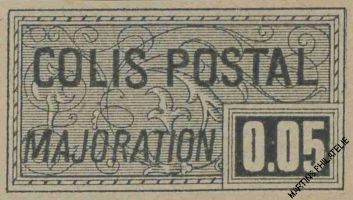 COLIS POSTAL
MAJORATION 0.05
MARTINS PHILATELIE